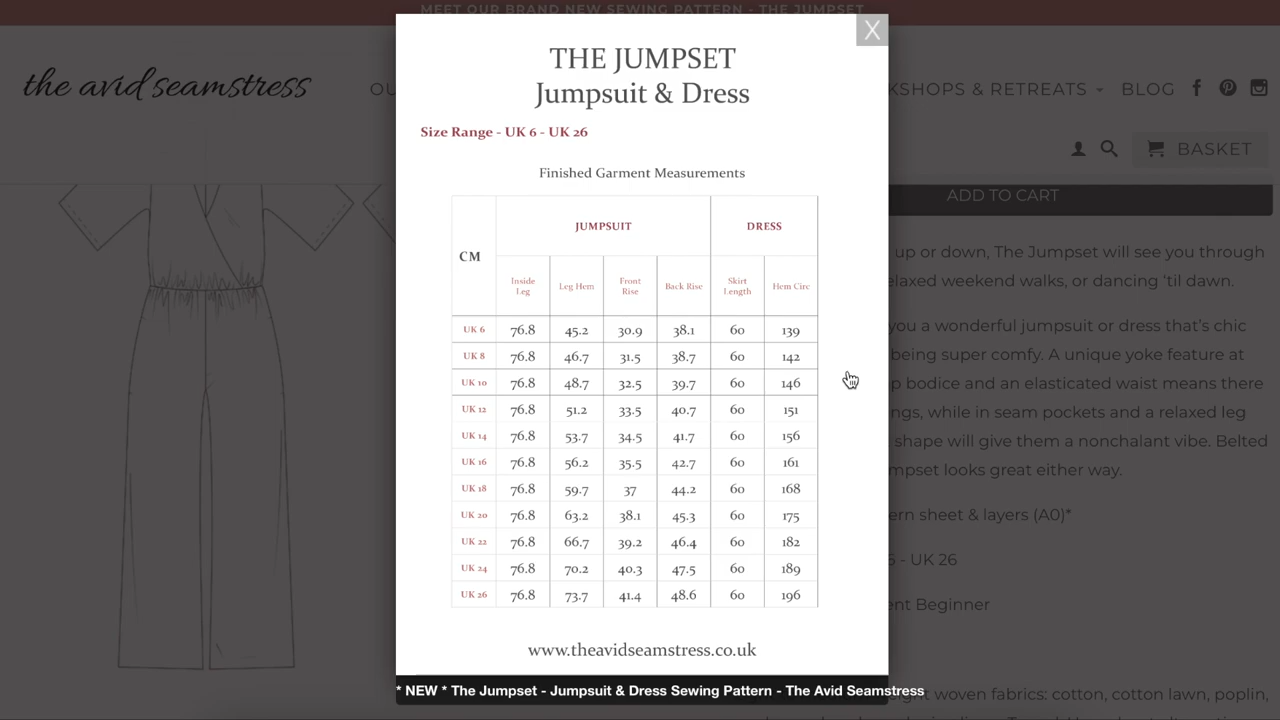 MEET OUR BRAND NEW SEWING PATTERN - THE JUMPSET
the avid seamstress
OU
KSHOPS & RETREATS
BLOG
BASKET
X
THE JUMPSET
Jumpsuit & Dress
Size Range - UK 6 - UK 26
Finished Garment Measurements
CM JUMPSUIT DRESS
Inside Leg Leg Hem Front Rise Back Rise Skirt Length Hem Circ
UK 6 76.8 45.2 30.9 38.1 60 139
UK 8 76.8 46.7 31.5 38.7 60 142
UK 10 76.8 48.7 32.5 39.7 60 146
UK 12 76.8 51.2 33.5 40.7 60 151
UK 14 76.8 53.7 34.5 41.7 60 156
UK 16 76.8 56.2 35.5 42.7 60 161
UK 18 76.8 59.7 37 44.2 60 168
UK 20 76.8 63.2 38.1 45.3 60 175
UK 22 76.8 66.7 39.2 46.4 60 182
UK 24 76.8 70.2 40.3 47.5 60 189
UK 26 76.8 73.7 41.4 48.6 60 196
www.theavidseamstress.co.uk
* NEW * The Jumpset - Jumpsuit & Dress Sewing Pattern - The Avid Seamstress
ADD TO CART
up or down, The Jumpset will see you through
elaxed weekend walks, or dancing ‘til dawn.
you a wonderful jumpsuit or dress that’s chic
being super comfy. A unique yoke feature at
p bodice and an elasticated waist means there
ngs, while in seam pockets and a relaxed leg
shape will give them a nonchalant vibe. Belted
mpset looks great either way.
ern sheet & layers (A0)*
6 - UK 26
ent Beginner
ight woven fabrics: cotton, cotton lawn, poplin,